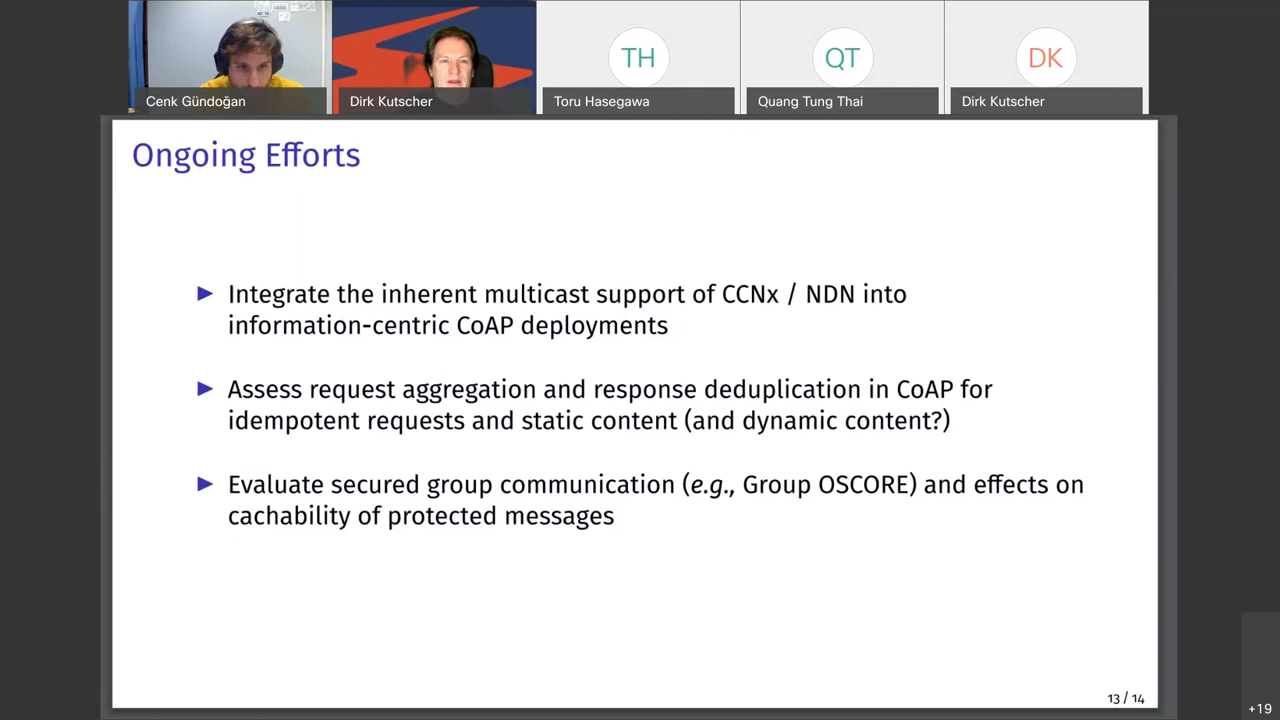 TH
QT
DK
Cenk Gündoğan
Dirk Kutscher
Toru Hasegawa
Quang Tung Thai
Dirk Kutscher
Ongoing Efforts
▶ Integrate the inherent multicast support of CCNx / NDN into
information-centric CoAP deployments
▶ Assess request aggregation and response deduplication in CoAP for
idempotent requests and static content (and dynamic content?)
▶ Evaluate secured group communication (e.g., Group OSCORE) and effects on
cachability of protected messages
13 / 14
+19